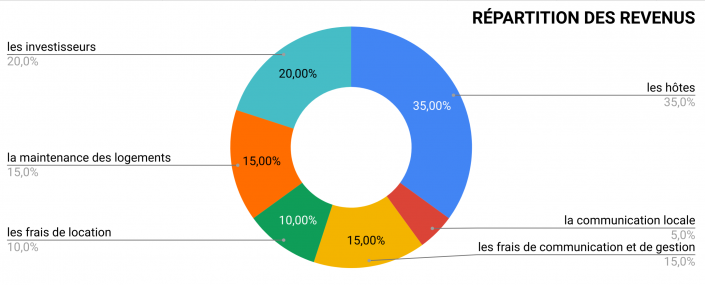 RÉPARTITION DES REVENUS
les investisseurs
20,0%
20,00%
les hôtes
35,0%
35,00%
la maintenance des logements
15,0%
15,00%
les frais de location
10,0%
10,00%
la communication locale
5,0%
les frais de communication et de gestion
15,0%
15,00%